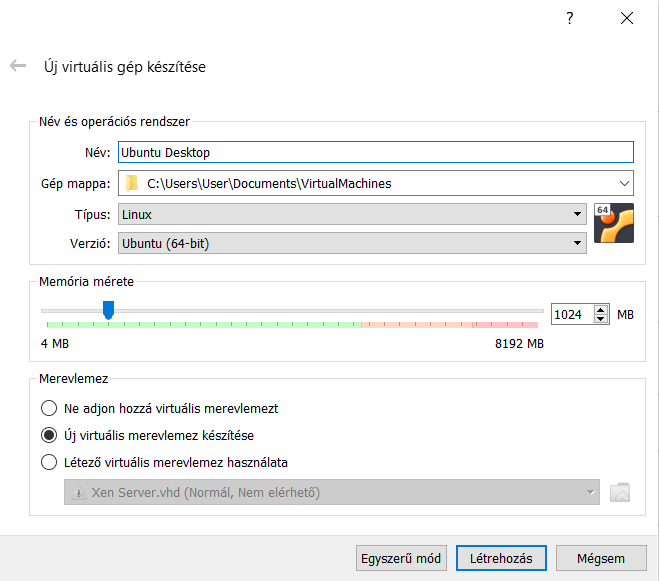 ?
Új virtuális gép készítése
Név és operációs rendszer
Név: Ubuntu Desktop
Gép mappa: C:\Users\User\Documents\VirtualMachines
Típus: Linux
64
Verzió: Ubuntu (64-bit)
Memória mérete
1024 MB
4 MB 8192 MB
Merevlemez
Ne adjon hozzá virtuális merevlemezt
Új virtuális merevlemez készítése
Létező virtuális merevlemez használata
Xen Server.vhd (Normál, Nem elérhető)
Egyszerű mód Létrehozás Mégsem